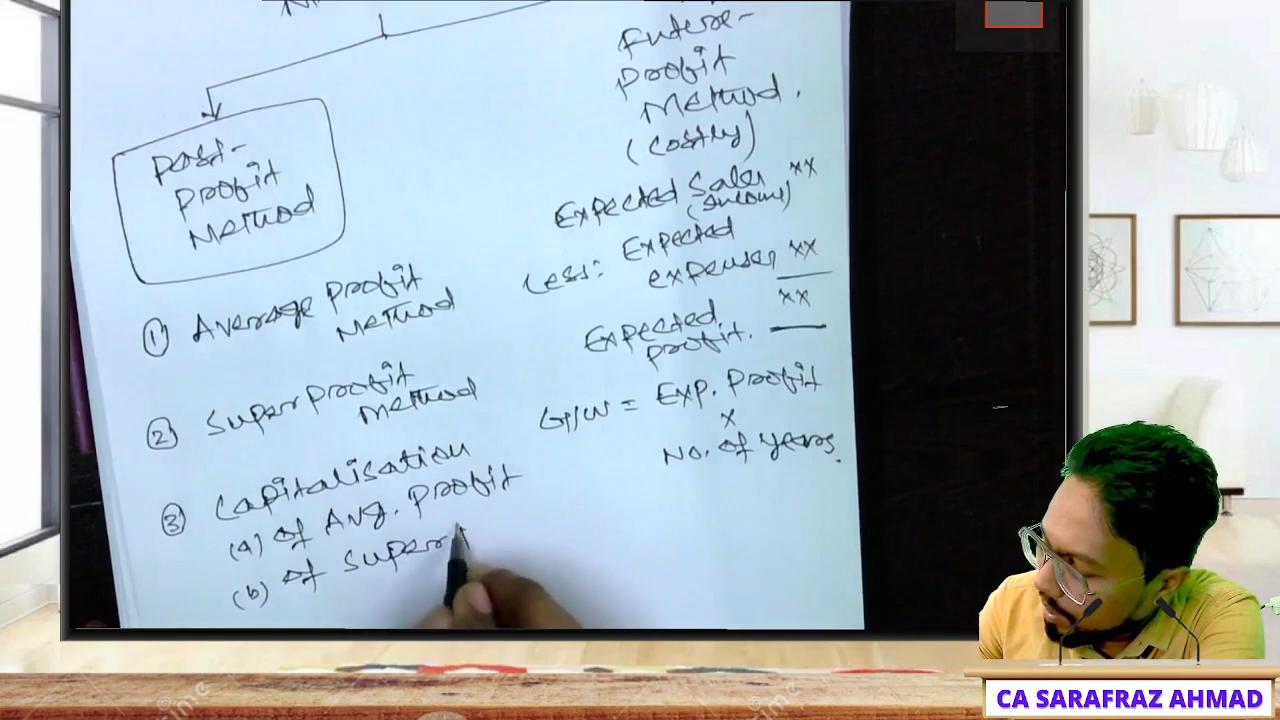 Past-
Profit
Method
① Average Profit
Method
② Super Profit
Method
③ Capitalisation
(a) of Avg. Profit
(b) of Super
Future-
Profit
Method.
(Costly)
Expected Sales xx
(Income)
Less: Expected
expenses xx
xx
Expected
Profit.
G/W = Exp. Profit
x
No. of years.
CA SARAFRAZ AHMAD